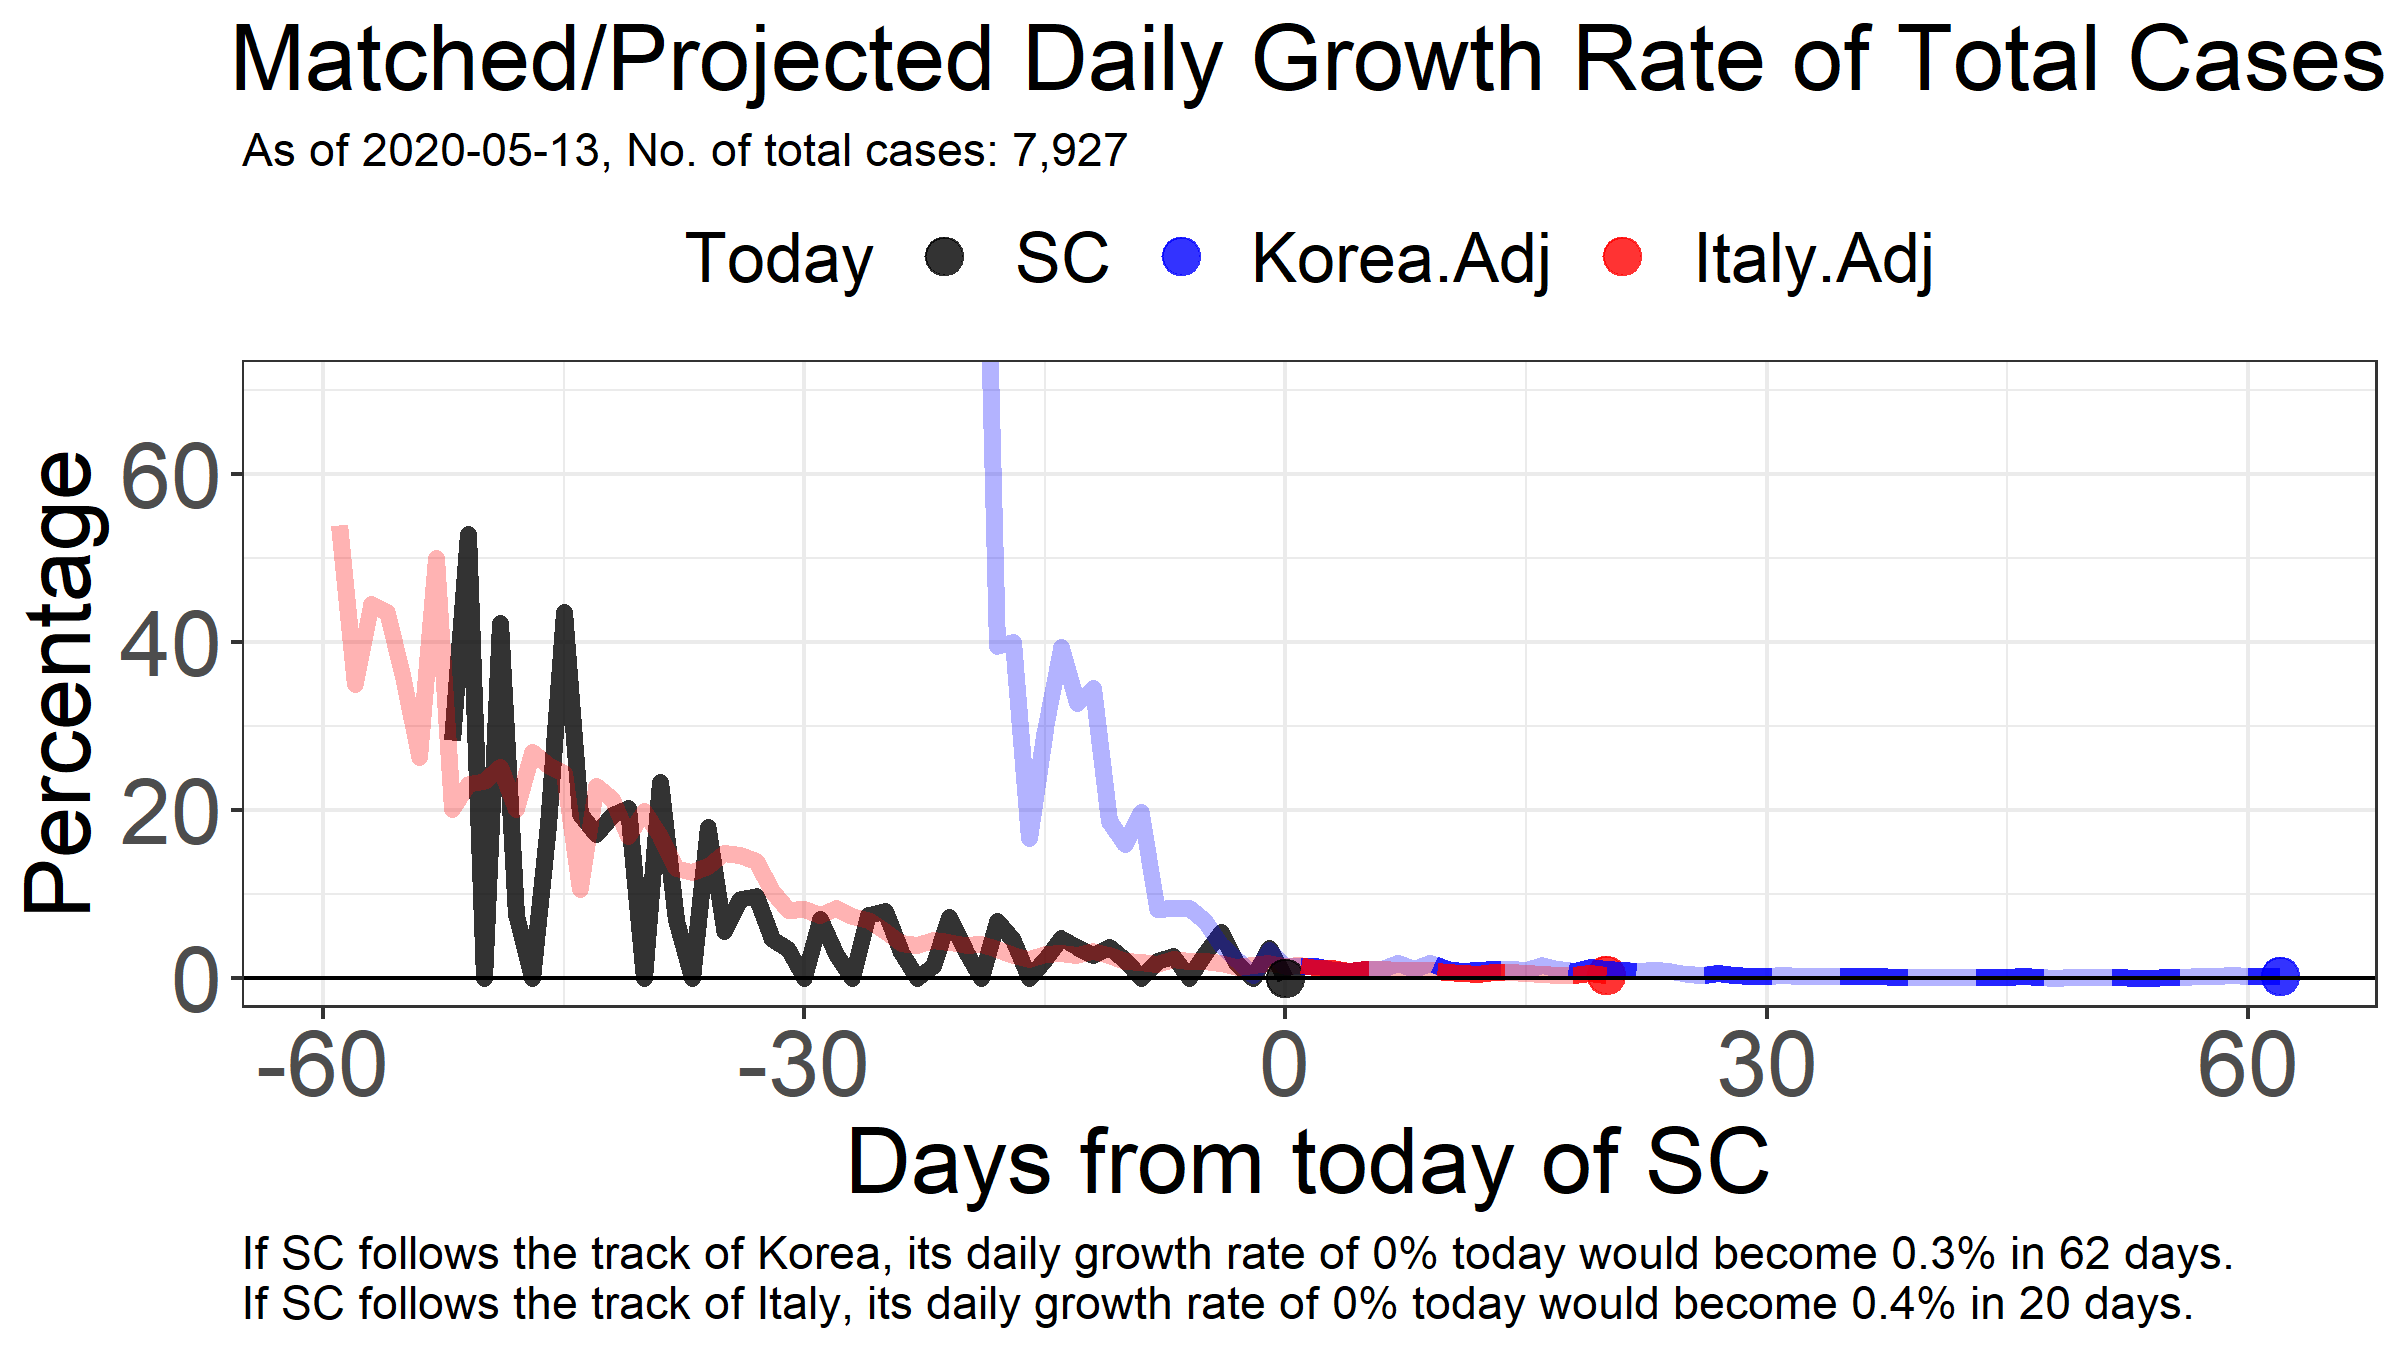 Matched/Projected Daily Growth Rate of Total Cases
As of 2020-05-13, No. of total cases: 7,927
Today SC Korea.Adj Italy.Adj
Percentage
60
40
20
0
-60 -30 0 30 60
Days from today of SC
If SC follows the track of Korea, its daily growth rate of 0% today would become 0.3% in 62 days.
If SC follows the track of Italy, its daily growth rate of 0% today would become 0.4% in 20 days.